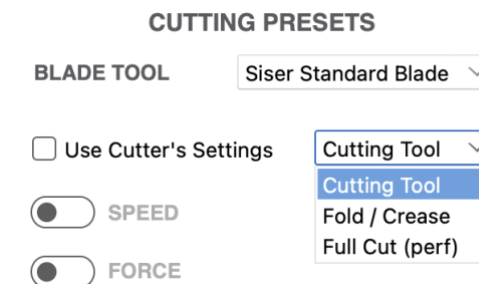 CUTTING PRESETS
BLADE TOOL Siser Standard Blade
Use Cutter's Settings Cutting Tool
Cutting Tool
SPEED Fold / Crease
Full Cut (perf)
FORCE